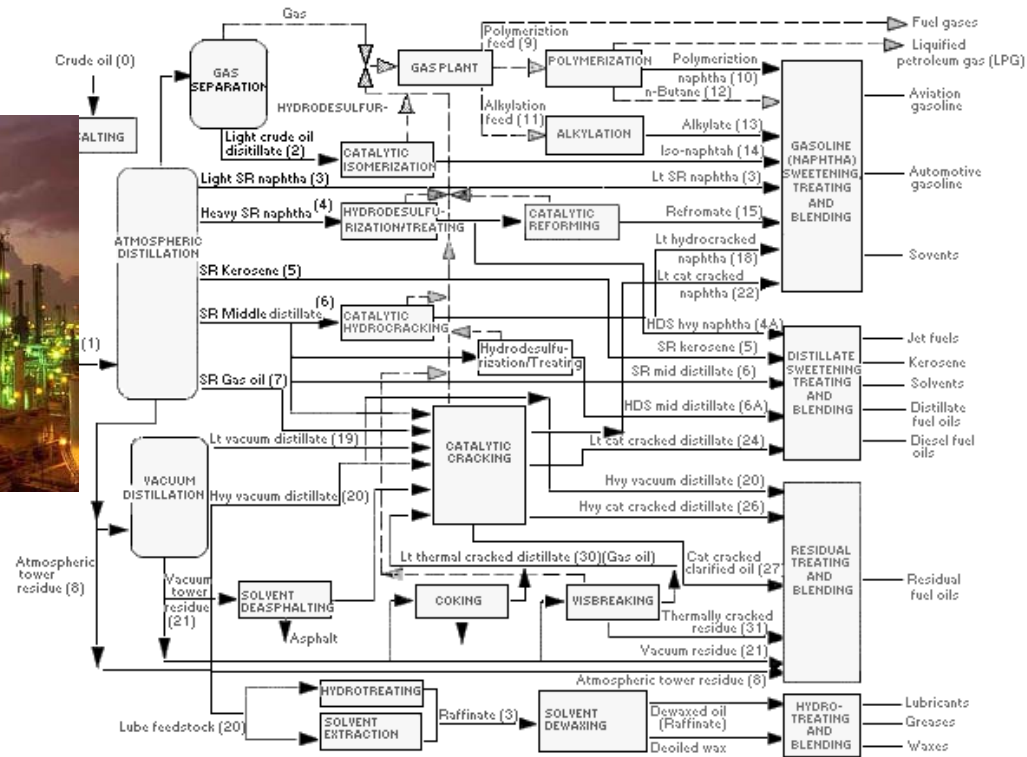 Gas
Fuel gases
Liquified
petroleum gas (LPG)
Crude oil (0)
GAS
SEPARATION
GAS PLANT
Polymeriztion
feed (9)
POLYMERIZATION
Polymeriztion
naphtha (10)
n-Butane (12)
Aviation
gasoline
HYDRODESULFUR-
Alkylation
feed (11)
ALKYLATION
Alkylate (13)
ALTING
Light crude oil
disitillate (2)
CATALYTIC
ISOMERIZATION
Iso-naphtah (14)
GASOLINE
(NAPHTHA)
SWEETENING,
TREATING
AND
BLENDING
Automotive
gasoline
Light SR naphtha (3)
Lt SR naphtha (3)
Heavy SR naphtha (4)
HYDRODESULFU-
RIZATION/TREATING
CATALYTIC
REFORMING
Refromate (15)
ATMOSPHERIC
DISTILLATION
Lt hydrocracked
naphtha (18)
Sovents
SR Kerosene (5)
Lt cat cracked
naphtha (22)
SR Middle distillate (6)
CATALYTIC
HYDROCRACKING
HDS hvy naphtha (4A)
Jet fuels
(1)
Hydrodesulfu-
rization/Treating
SR kerosene (5)
DISTILLATE
SWEETENING
TREATING
AND
BLENDING
Kerosene
SR Gas oil (7)
SR mid distillate (6)
Solvents
HDS mid distillate (6A)
Distillate
fuel oils
Lt vacuum distillate (19)
CATALYTIC
CRACKING
Lt cat cracked distillate (24)
Diesel fuel
oils
VACUUM
DISTILLATION
Hvy vacuum distillate (20)
Hvy vacuum distillate (20)
Hvy cat cracked distillate (26)
Atmospheric
tower
residue (8)
Lt thermal cracked distillate (30)(Gas oil)
Cat cracked
clarified oil (27)
RESIDUAL
TREATING
AND
BLENDING
Residual
fuel oils
Vacuum
tower
residue
(21)
SOLVENT
DEASPHALTING
COKING
VISBREAKING
Asphalt
Thermally cracked
residue (31)
Vacuum residue (21)
Atmospheric tower residue (8)
HYDROTREATING
Lube feedstock (20)
SOLVENT
EXTRACTION
Raffinate (3)
SOLVENT
DEWAXING
Dewaxed oil
(Raffinate)
Deoiled wax
HYDRO-
TREATING
AND
BLENDING
Lubricants
Greases
Waxes